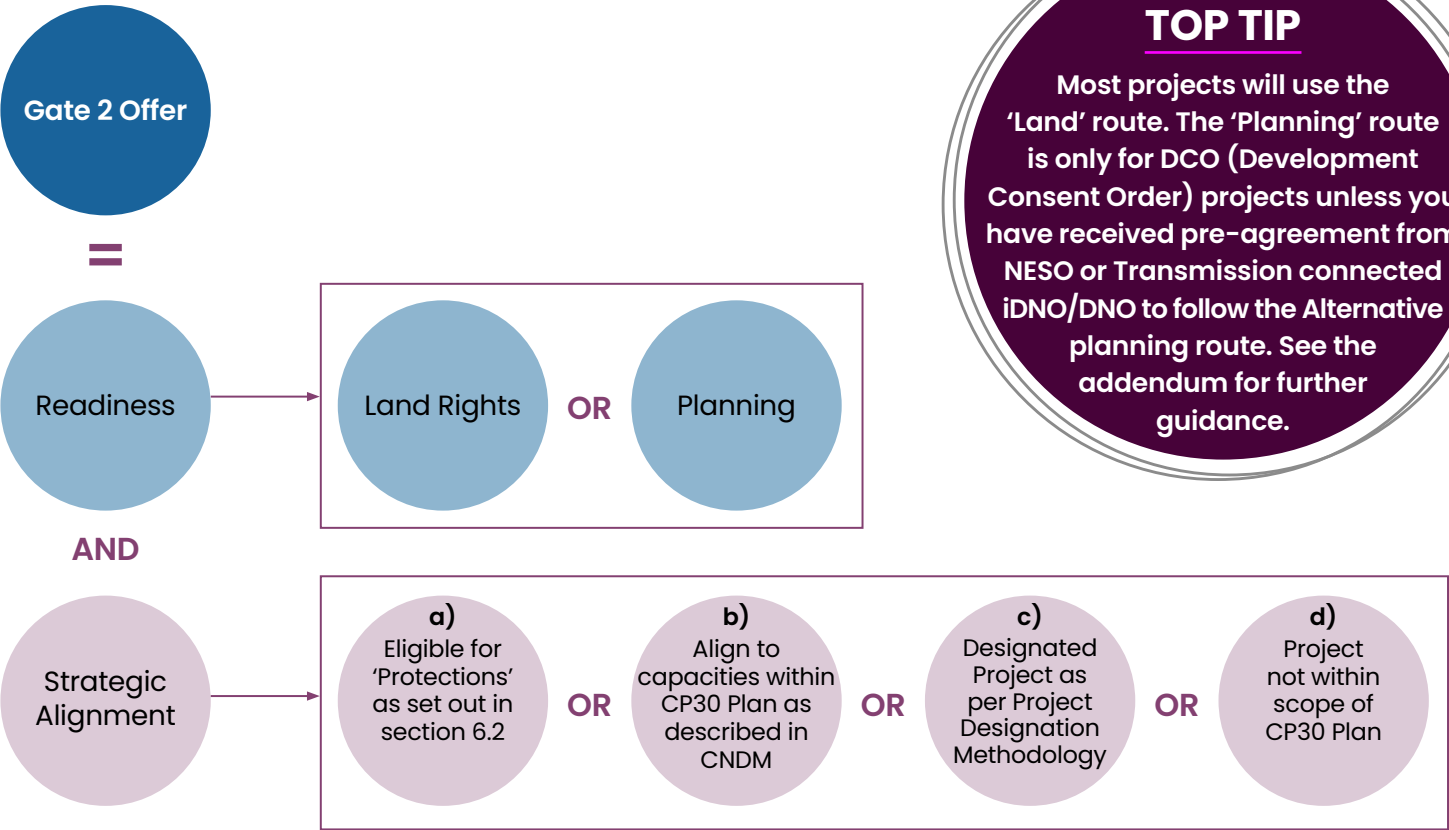 Gate 2 Offer
=
Readiness
Land Rights
OR
Planning
AND
Strategic
Alignment
a)
Eligible for
‘Protections’
as set out in
section 6.2
OR
b)
Align to
capacities within
CP30 Plan as
described in
CNDM
OR
c)
Designated
Project as
per Project
Designation
Methodology
OR
d)
Project
not within
scope of
CP30 Plan
TOP TIP
Most projects will use the
‘Land’ route. The ‘Planning’ route
is only for DCO (Development
Consent Order) projects unless you
have received pre-agreement from
NESO or Transmission connected
iDNO/DNO to follow the Alternative
planning route. See the
addendum for further
guidance.